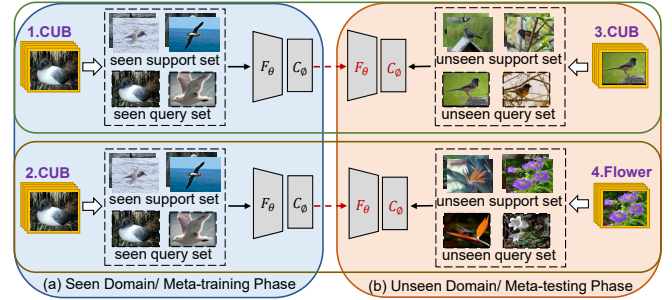 1.CUB
seen support set
seen query set
F_θ
C_∅
F_θ
C_∅
unseen support set
unseen query set
3.CUB
2.CUB
seen support set
seen query set
F_θ
C_∅
F_θ
C_∅
unseen support set
unseen query set
4.Flower
(a) Seen Domain/ Meta-training Phase
(b) Unseen Domain/ Meta-testing Phase